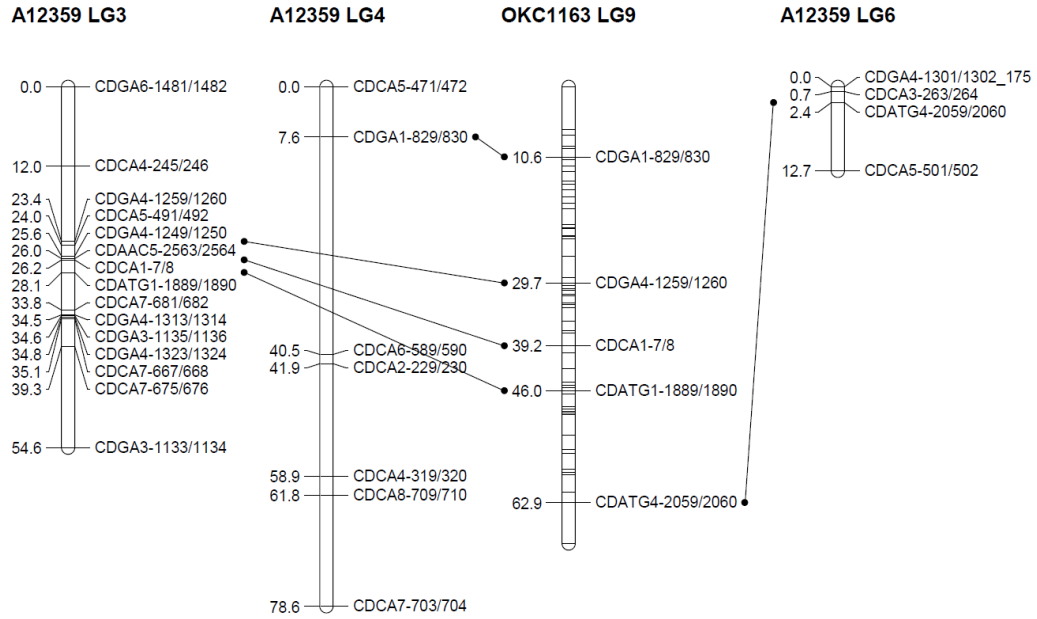 A12359 LG3
0.0 CDGA6-1481/1482
12.0 CDCA4-245/246
23.4 CDGA4-1259/1260
24.0 CDCA5-491/492
25.6 CDGA4-1249/1250
26.0 CDAAC5-2563/2564
26.2 CDCA1-7/8
28.1 CDATG1-1889/1890
33.8 CDCA7-681/682
34.5 CDGA4-1313/1314
34.6 CDGA3-1135/1136
34.8 CDGA4-1323/1324
35.1 CDCA7-667/668
39.3 CDCA7-675/676
54.6 CDGA3-1133/1134
A12359 LG4
0.0 CDCA5-471/472
7.6 CDGA1-829/830
40.5 CDCA6-589/590
41.9 CDCA2-229/230
58.9 CDCA4-319/320
61.8 CDCA8-709/710
78.6 CDCA7-703/704
OKC1163 LG9
10.6 CDGA1-829/830
29.7 CDGA4-1259/1260
39.2 CDCA1-7/8
46.0 CDATG1-1889/1890
62.9 CDATG4-2059/2060
A12359 LG6
0.0 CDGA4-1301/1302_175
0.7 CDCA3-263/264
2.4 CDATG4-2059/2060
12.7 CDCA5-501/502